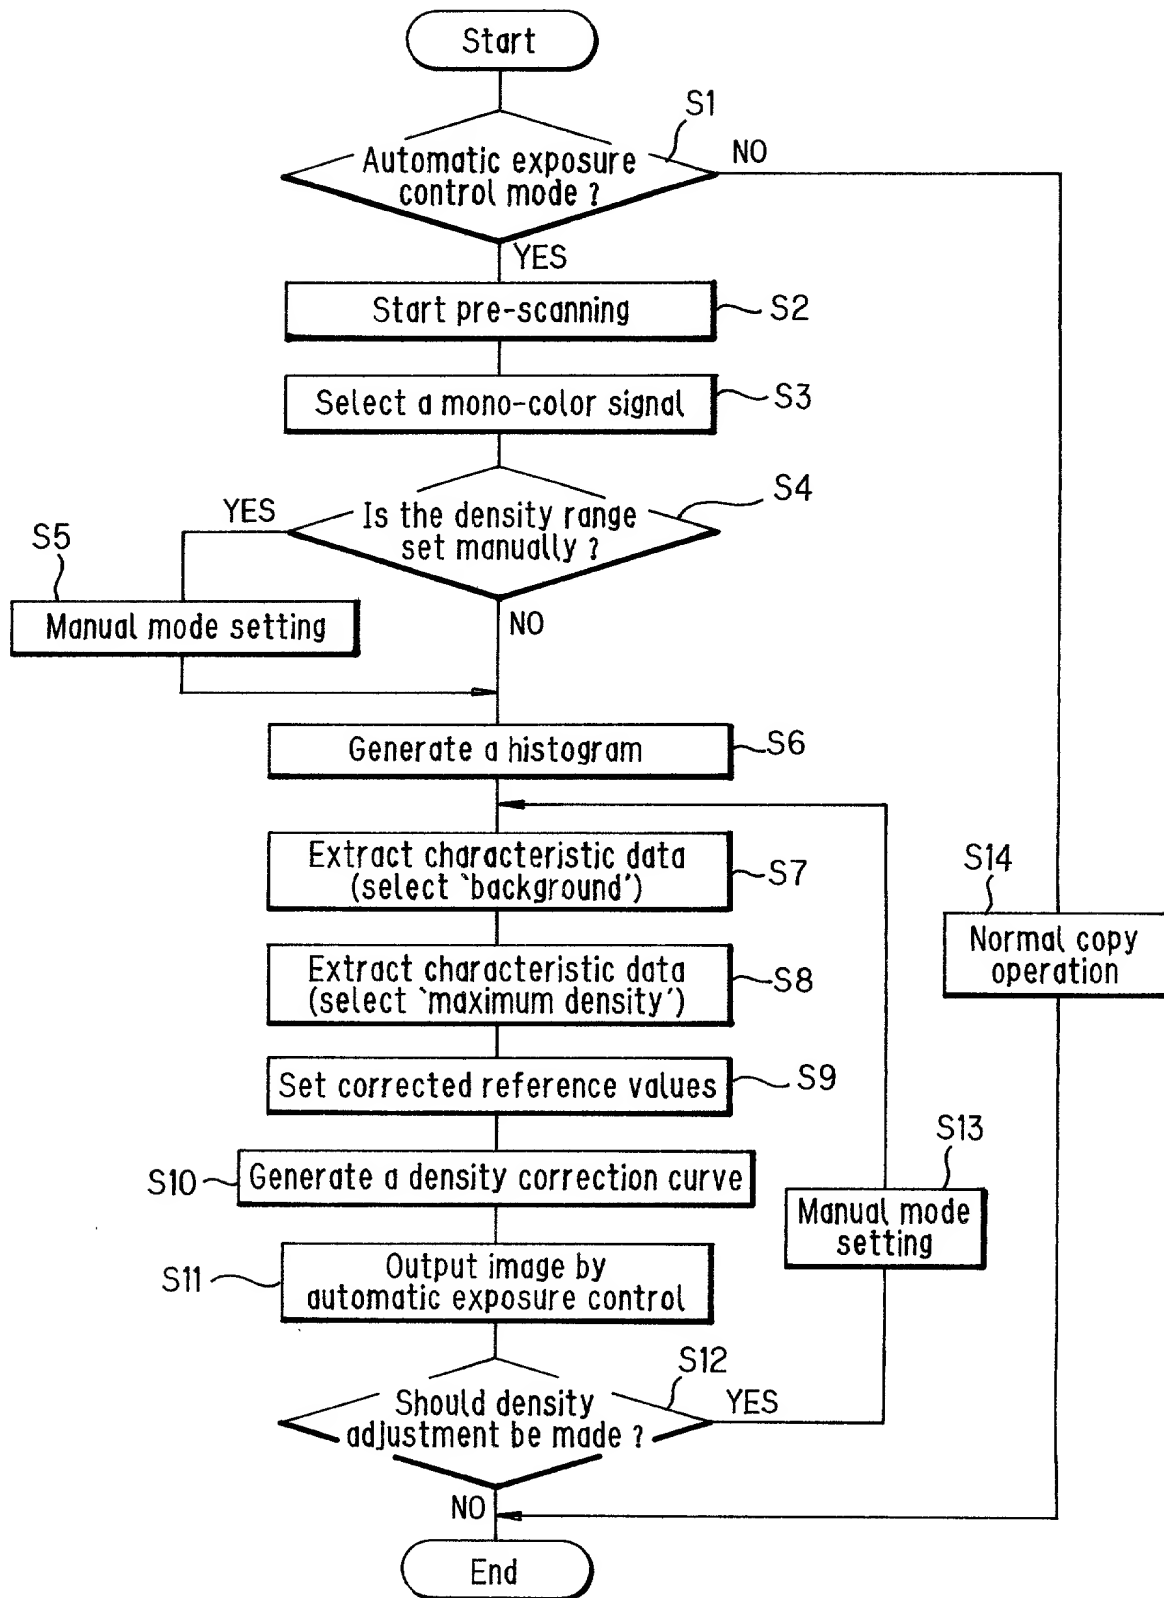 Start
S1
Automatic exposure
control mode ?
NO
YES
Start pre-scanning
S2
Select a mono-color signal
S3
S4
YES
Is the density range
set manually ?
S5
Manual mode setting
NO
Generate a histogram
S6
Extract characteristic data
(select `background')
S7
S14
Normal copy
operation
Extract characteristic data
(select `maximum density')
S8
Set corrected reference values
S9
S13
S10
Generate a density correction curve
Manual mode
setting
S11
Output image by
automatic exposure control
S12
Should density
adjustment be made ?
YES
NO
End